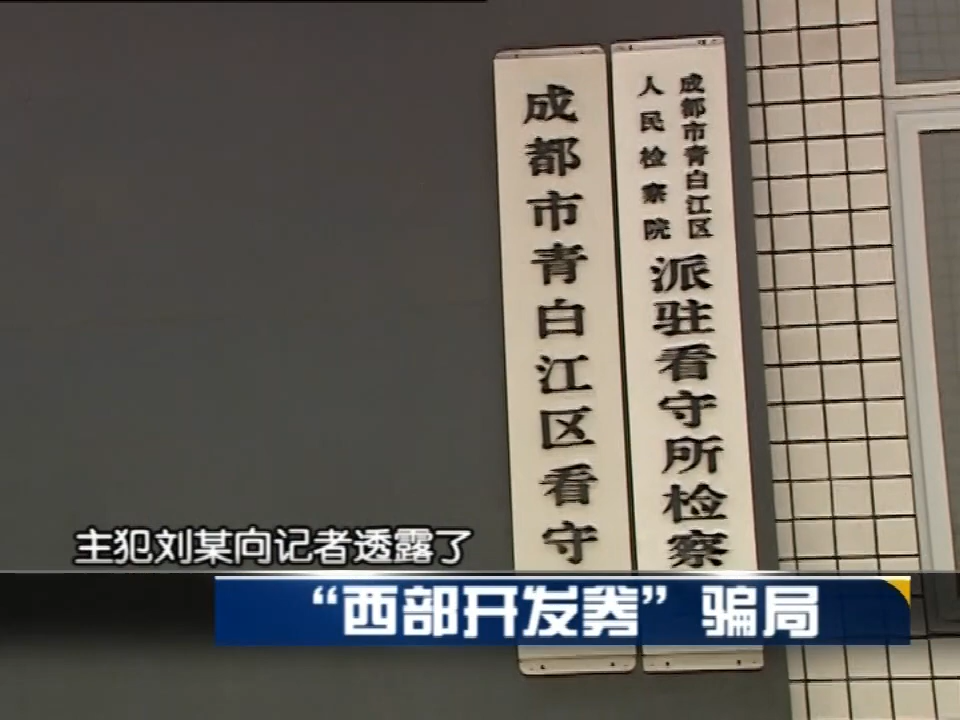 成都市青白江区看守
成都市青白江区
人民检察院
派驻看守所检察
主犯刘某向记者透露了
“西部开发券”骗局